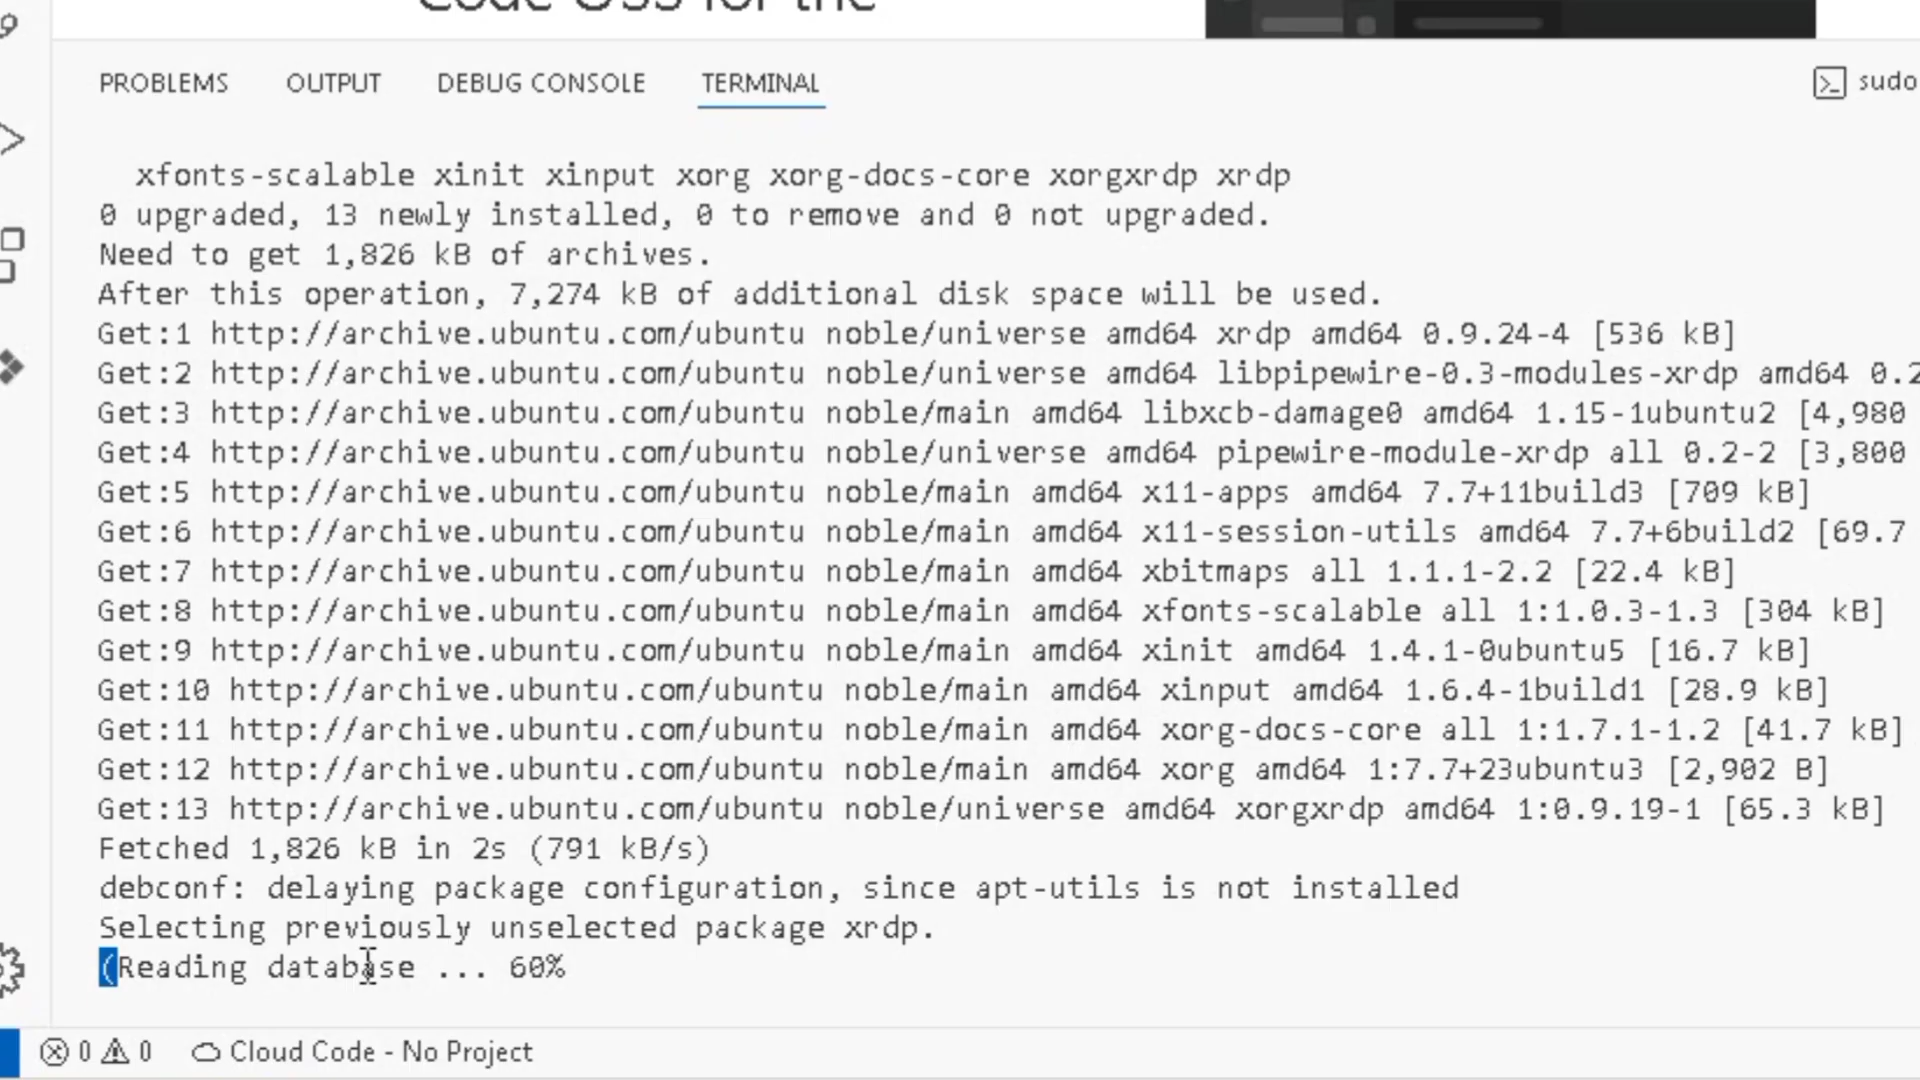 Code OSS for the
PROBLEMS OUTPUT DEBUG CONSOLE TERMINAL sudo
xfonts-scalable xinit xinput xorg xorg-docs-core xorgxrdp xrdp
0 upgraded, 13 newly installed, 0 to remove and 0 not upgraded.
Need to get 1,826 kB of archives.
After this operation, 7,274 kB of additional disk space will be used.
Get:1 http://archive.ubuntu.com/ubuntu noble/universe amd64 xrdp amd64 0.9.24-4 [536 kB]
Get:2 http://archive.ubuntu.com/ubuntu noble/universe amd64 libpipewire-0.3-modules-xrdp amd64 0.2
Get:3 http://archive.ubuntu.com/ubuntu noble/main amd64 libxcb-damage0 amd64 1.15-1ubuntu2 [4,980
Get:4 http://archive.ubuntu.com/ubuntu noble/universe amd64 pipewire-module-xrdp all 0.2-2 [3,800
Get:5 http://archive.ubuntu.com/ubuntu noble/main amd64 x11-apps amd64 7.7+11build3 [709 kB]
Get:6 http://archive.ubuntu.com/ubuntu noble/main amd64 x11-session-utils amd64 7.7+6build2 [69.7
Get:7 http://archive.ubuntu.com/ubuntu noble/main amd64 xbitmaps all 1.1.1-2.2 [22.4 kB]
Get:8 http://archive.ubuntu.com/ubuntu noble/main amd64 xfonts-scalable all 1:1.0.3-1.3 [304 kB]
Get:9 http://archive.ubuntu.com/ubuntu noble/main amd64 xinit amd64 1.4.1-0ubuntu5 [16.7 kB]
Get:10 http://archive.ubuntu.com/ubuntu noble/main amd64 xinput amd64 1.6.4-1build1 [28.9 kB]
Get:11 http://archive.ubuntu.com/ubuntu noble/main amd64 xorg-docs-core all 1:1.7.1-1.2 [41.7 kB]
Get:12 http://archive.ubuntu.com/ubuntu noble/main amd64 xorg amd64 1:7.7+23ubuntu3 [2,902 B]
Get:13 http://archive.ubuntu.com/ubuntu noble/universe amd64 xorgxrdp amd64 1:0.9.19-1 [65.3 kB]
Fetched 1,826 kB in 2s (791 kB/s)
debconf: delaying package configuration, since apt-utils is not installed
Selecting previously unselected package xrdp.
(Reading database ... 60%
0 0 Cloud Code - No Project